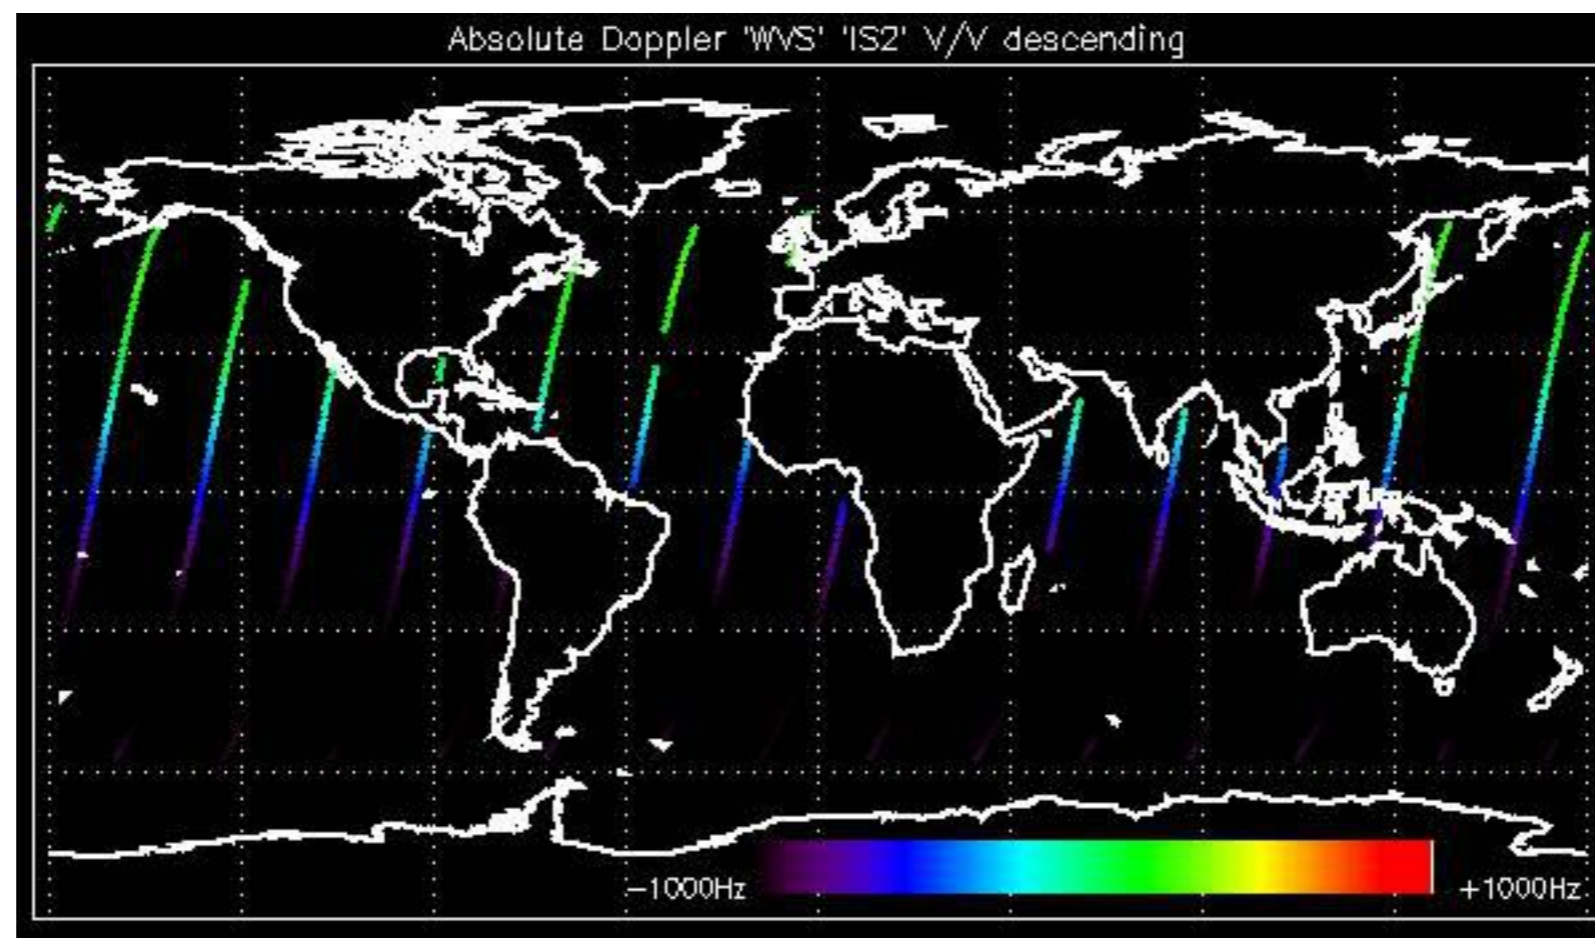 Absolute Doppler 'WVS' 'IS2' V/V descending
−1000Hz
+1000Hz